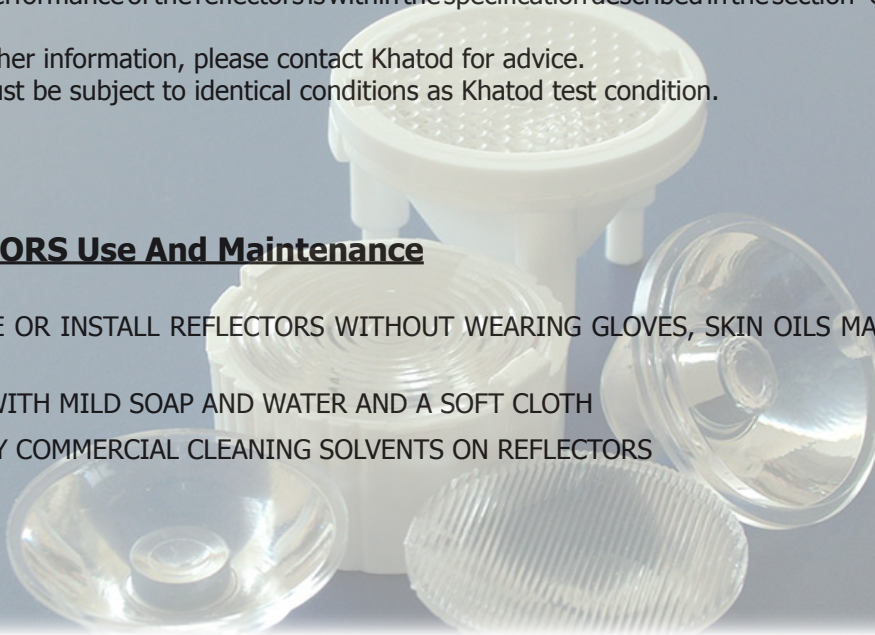 erformance of the reflectors is within the specification described in the section "
her information, please contact Khatod for advice.
ust be subject to identical conditions as Khatod test condition.
ORS Use And Maintenance
E OR INSTALL REFLECTORS WITHOUT WEARING GLOVES, SKIN OILS MA
WITH MILD SOAP AND WATER AND A SOFT CLOTH
Y COMMERCIAL CLEANING SOLVENTS ON REFLECTORS